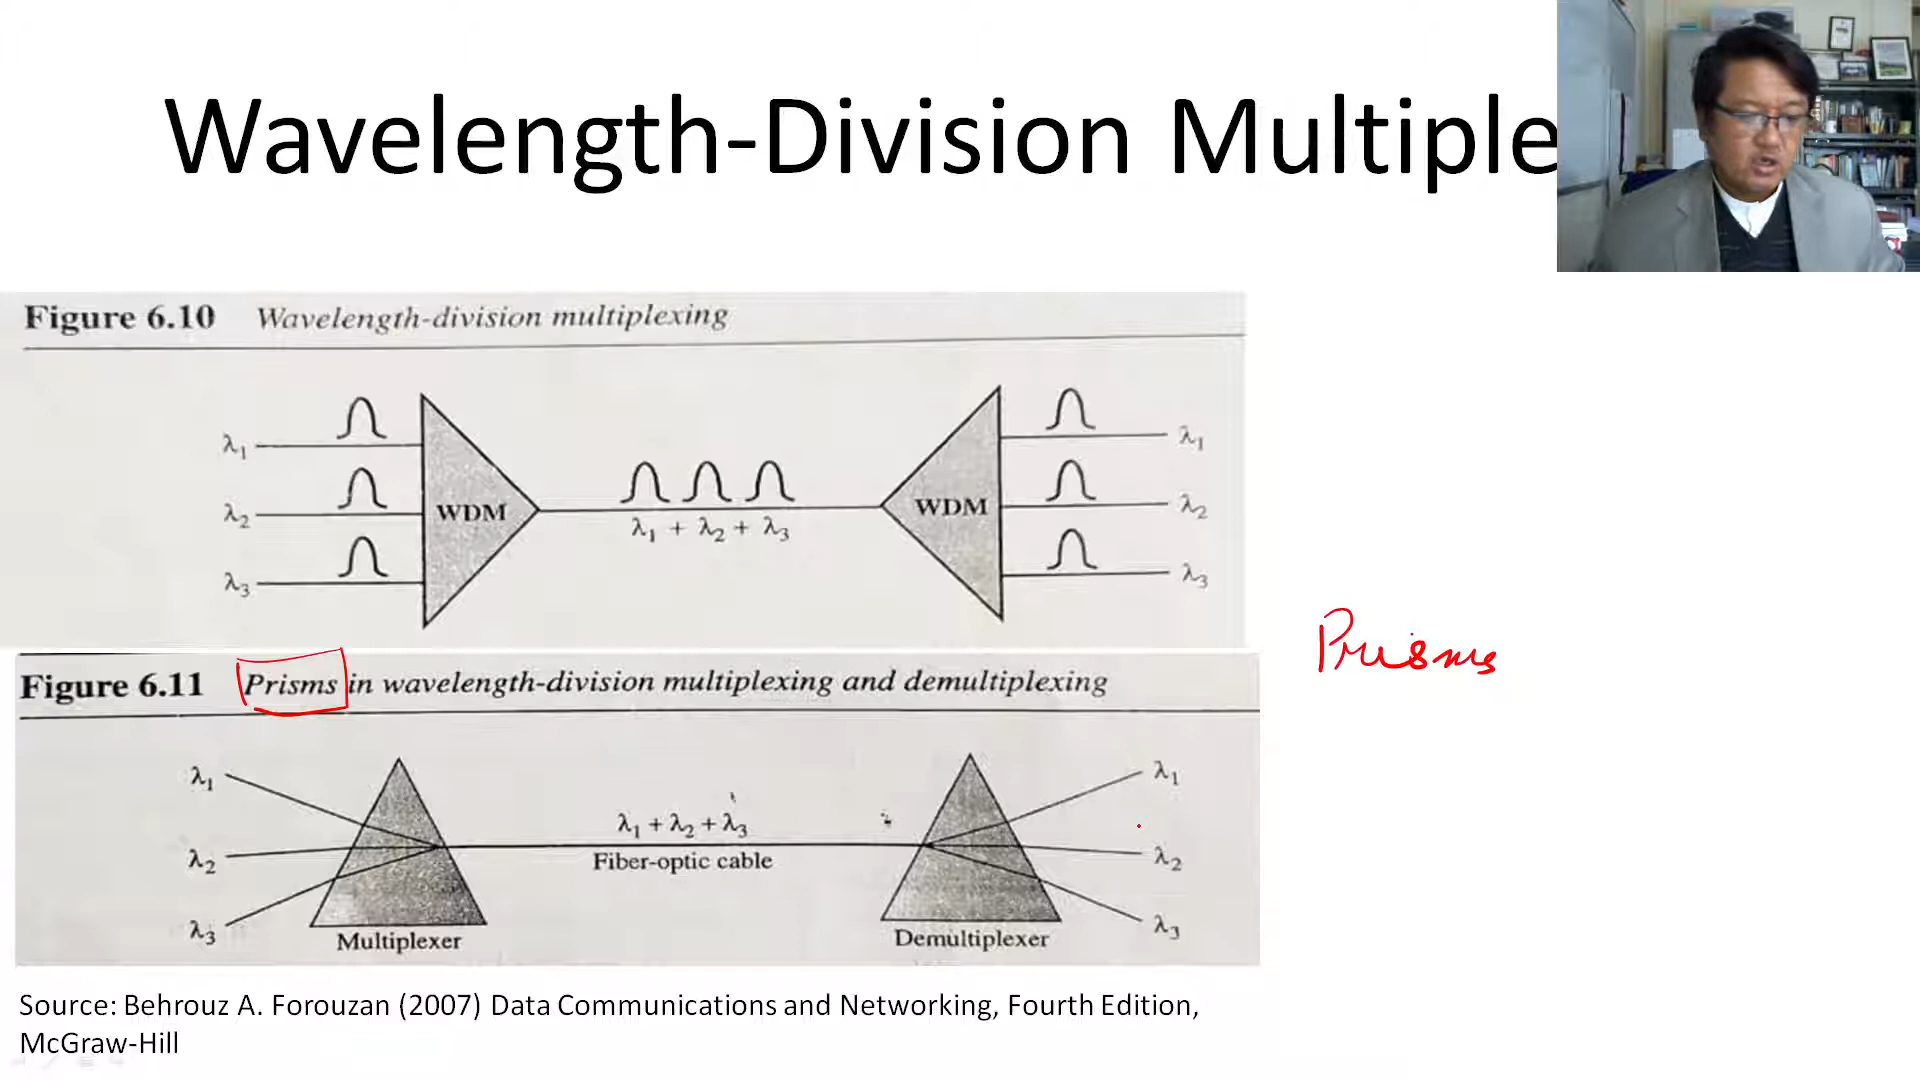 Wavelength-Division Multiple
Figure 6.10 Wavelength-division multiplexing
λ1
λ2
λ3
WDM
λ1 + λ2 + λ3
WDM
λ1
λ2
λ3
Prisms
Figure 6.11 Prisms in wavelength-division multiplexing and demultiplexing
λ1
λ2
λ3
Multiplexer
λ1 + λ2 + λ3
Fiber-optic cable
Demultiplexer
λ1
λ2
λ3
Source: Behrouz A. Forouzan (2007) Data Communications and Networking, Fourth Edition,
McGraw-Hill